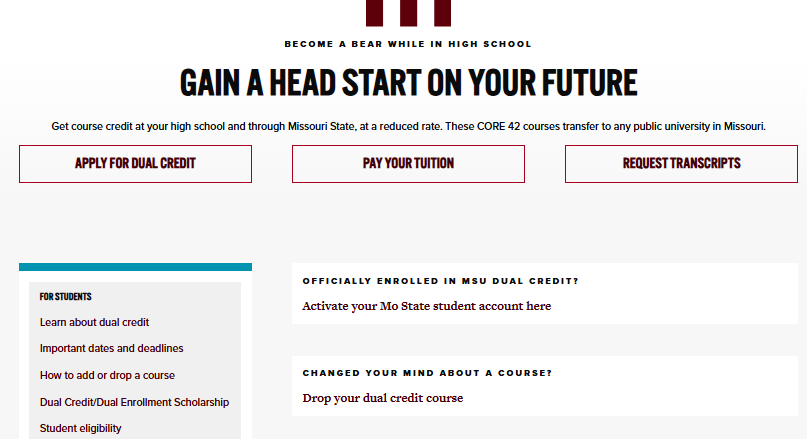 BECOME A BEAR WHILE IN HIGH SCHOOL
GAIN A HEAD START ON YOUR FUTURE
Get course credit at your high school and through Missouri State, at a reduced rate. These CORE 42 courses transfer to any public university in Missouri.
APPLY FOR DUAL CREDIT
PAY YOUR TUITION
REQUEST TRANSCRIPTS
FOR STUDENTS
Learn about dual credit
Important dates and deadlines
How to add or drop a course
Dual Credit/Dual Enrollment Scholarship
Student eligibility
OFFICIALLY ENROLLED IN MSU DUAL CREDIT?
Activate your Mo State student account here
CHANGED YOUR MIND ABOUT A COURSE?
Drop your dual credit course